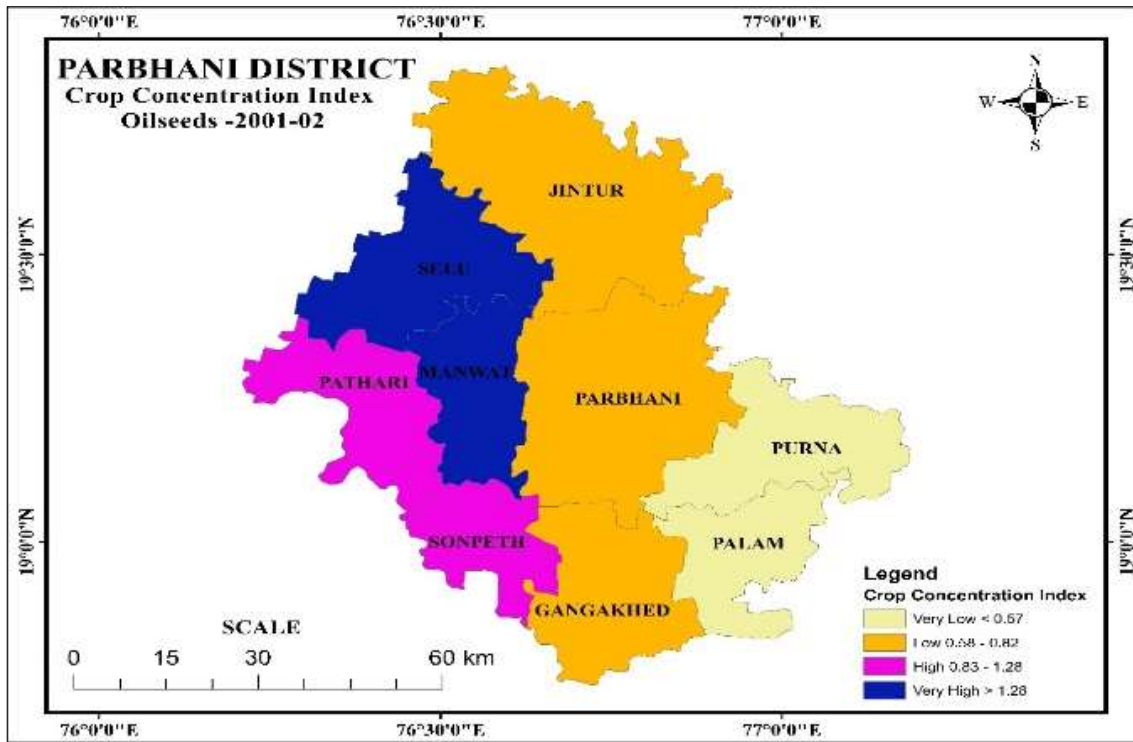 76°0'0"E 76°30'0"E 77°0'0"E
PARBHANI DISTRICT
Crop Concentration Index
Oilseeds -2001-02
N
W E
S
JINTUR
19°30'0"N 19°30'0"N
SELU
MANWAT
PATHARI
PARBHANI
PURNA
19°0'0"N 19°0'0"N
SONPETH
PALAM
GANGAKHED
Legend
Crop Concentration Index
Very Low < 0.57
Low 0.58 - 0.82
High 0.83 - 1.28
Very High > 1.28
SCALE
0 15 30 60 km
76°0'0"E 76°30'0"E 77°0'0"E